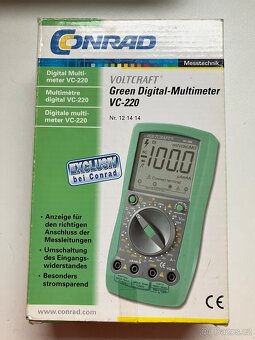 CONRAD
Messtechnik
Digital Multi-
meter VC-220
Multimètre
digital VC-220
Digitale multi-
meter VC-220
VOLTCRAFT®
Green Digital-Multimeter
VC-220
Nr. 12 14 14
EXCLUSIV
bei Conrad
• Anzeige für
den richtigen
Anschluss der
Messleitungen
• Umschaltung
des Eingangs-
widerstandes
• Besonders
stromsparend
www.conrad.com
CE